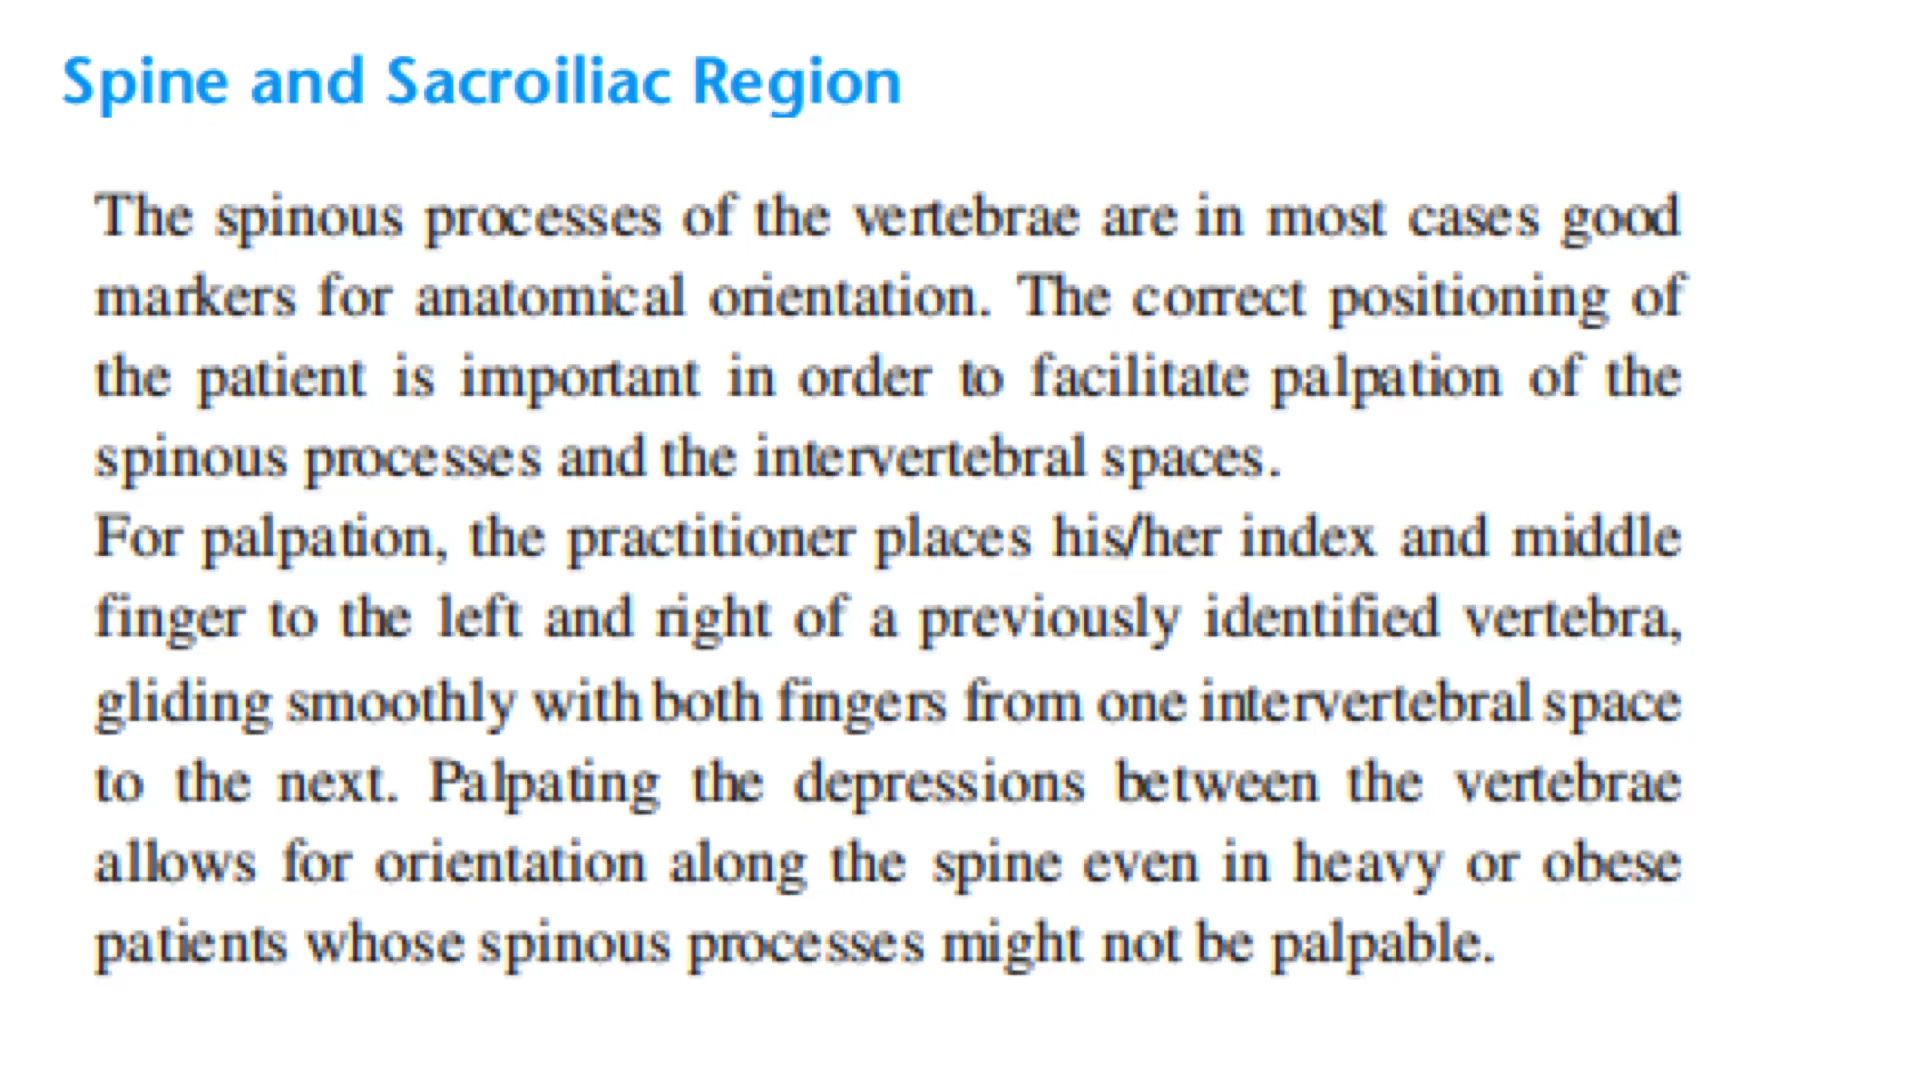 Spine and Sacroiliac Region
The spinous processes of the vertebrae are in most cases good
markers for anatomical orientation. The correct positioning of
the patient is important in order to facilitate palpation of the
spinous processes and the intervertebral spaces.
For palpation, the practitioner places his/her index and middle
finger to the left and right of a previously identified vertebra,
gliding smoothly with both fingers from one intervertebral space
to the next. Palpating the depressions between the vertebrae
allows for orientation along the spine even in heavy or obese
patients whose spinous processes might not be palpable.